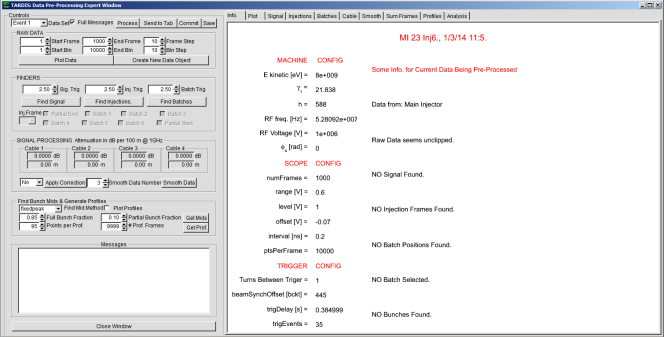 TARDIS: Data Pre-Processing Expert Window
Controls
Event 1 Data Set Full Messages Process Send to Tab Commit Save
RAW DATA
1 Start Frame 1000 End Frame 10 Frame Step
1 Start Bin 10000 End Bin 10 Bin Step
Plot Data Create New Data Object
FINDERS
2.50 Sig. Trig 2.50 Inj. Trig 2.50 Batch Trig
Find Signal Find Injections. Find Batches
Inj.Frame Partial End Batch 1 Batch 2 Batch 3
Batch 4 Batch 5 Batch 6 Partial Start
SIGNAL PROCESSING Attenuation in dB per 100 m @ 1GHz
Cable 1 Cable 2 Cable 3 Cable 4
0.0000 dB 0.0000 dB 0.0000 dB 0.0000 dB
0.00 m 0.00 m 0.00 m 0.00 m
No Apply Correction 3 Smooth Data Number Smooth Data
Find Bunch Mids & Generate Profiles
fixedpeak Find Mid Method Plot Profiles
0.85 Full Bunch Fraction 0.10 Partial Bunch Fraction Get Mids
95 Points per Prof. 9999 # Prof. Frames Get Prof.
Messages
Close Window
Info. Plot Signal Injections Batches Cable Smooth Sum Frames Profiles Analysis
MI 23 Inj6., 1/3/14 11:5.
MACHINE CONFIG
Some Info. for Current Data Being Pre-Processed
E kinetic [eV] = 8e+009
γt = 21.838
h = 588 Data from: Main Injector
RF freq. [Hz] = 5.28092e+007
RF Voltage [V] = 1e+006 Raw Data seems unclipped.
ϕs [rad] = 0
SCOPE CONFIG
numFrames = 1000 NO Signal Found.
range [V] = 0.6
level [V] = 1 NO Injection Frames Found.
offset [V] = -0.07
interval [ns] = 0.2 NO Batch Positions Found.
ptsPerFrame = 10000
TRIGGER CONFIG
Turns Between Triger = 1 NO Batch Selected.
beamSynchOffset [bckt] = 445
trigDelay [s] = 0.384999 NO Bunches Found.
trigEvents = 35